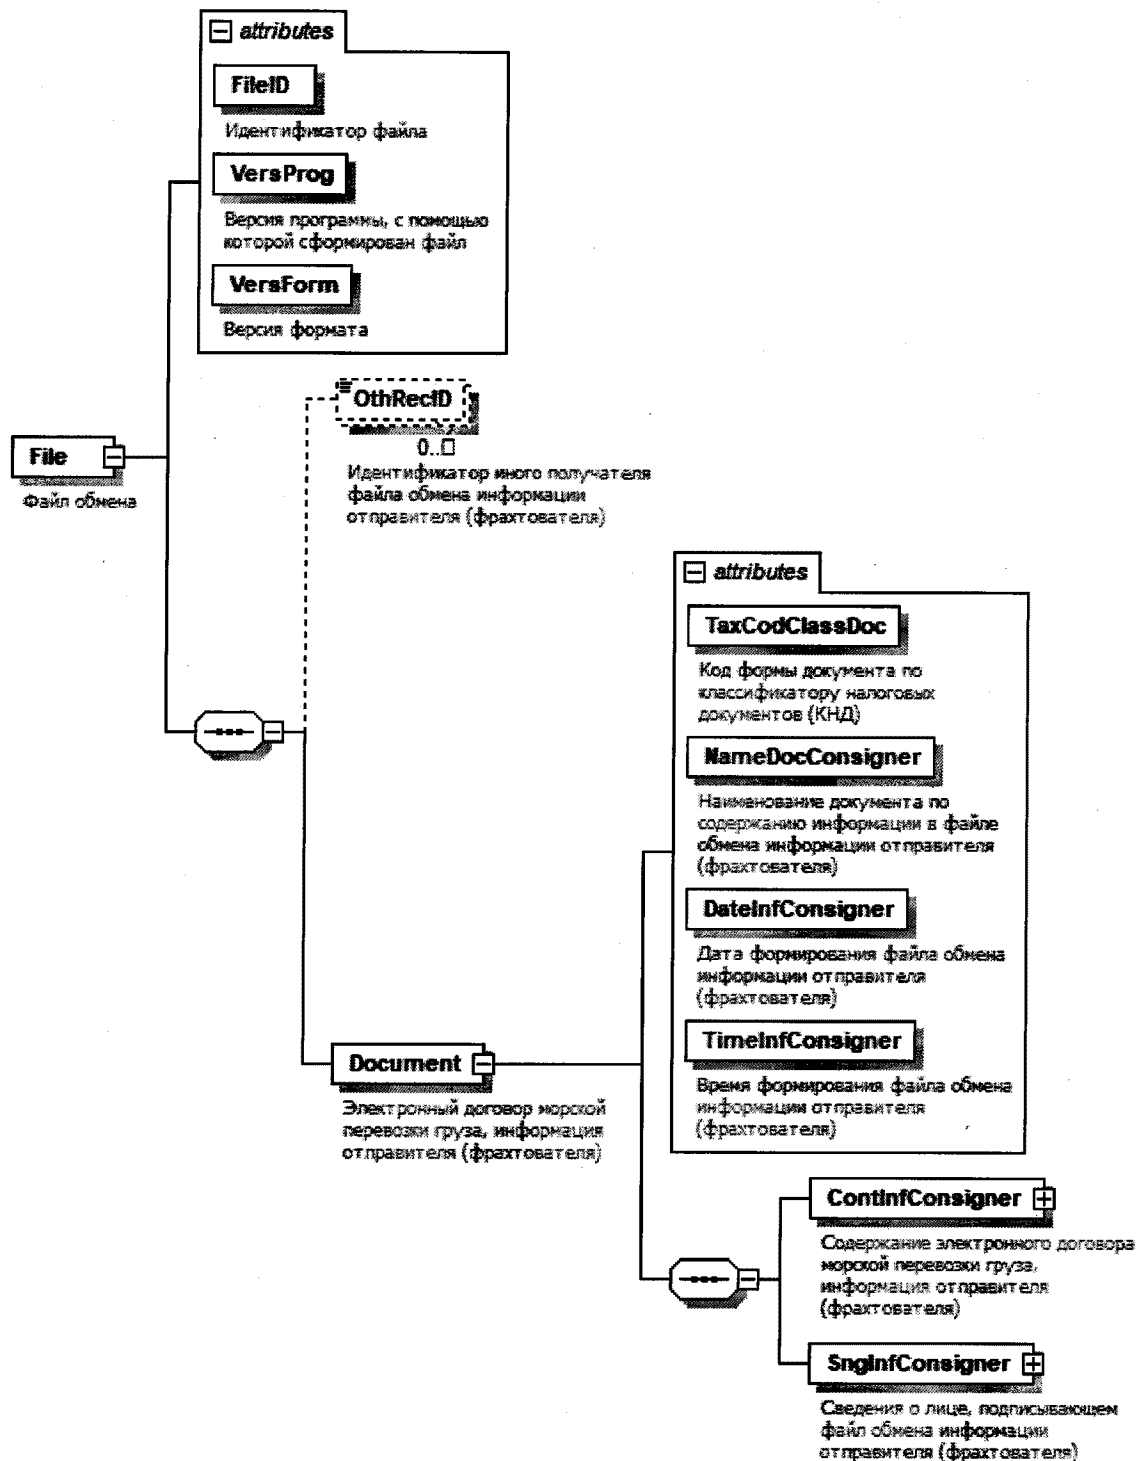 attributes
FileID
Идентификатор файла
VersProg
Версия программы, с помощью
которой сформирован файл
VersForm
Версия формата
OthRecID
0..□
Идентификатор иного получателя
файла обмена информации
отправителя (фрахтователя)
File
Файл обмена
attributes
TaxCodClassDoc
Код формы документа по
классификатору налоговых
документов (КНД)
NameDocConsigner
Наименование документа по
содержанию информации в файле
обмена информации отправителя
(фрахтователя)
DateInfConsigner
Дата формирования файла обмена
информации отправителя
(фрахтователя)
TimeInfConsigner
Время формирования файла обмена
информации отправителя
(фрахтователя)
Document
Электронный договор морской
перевозки груза, информация
отправителя (фрахтователя)
ContInfConsigner
Содержание электронного договора
морской перевозки груза,
информация отправителя
(фрахтователя)
SngInfConsigner
Сведения о лице, подписывающем
файл обмена информации
отправителя (фрахтователя)